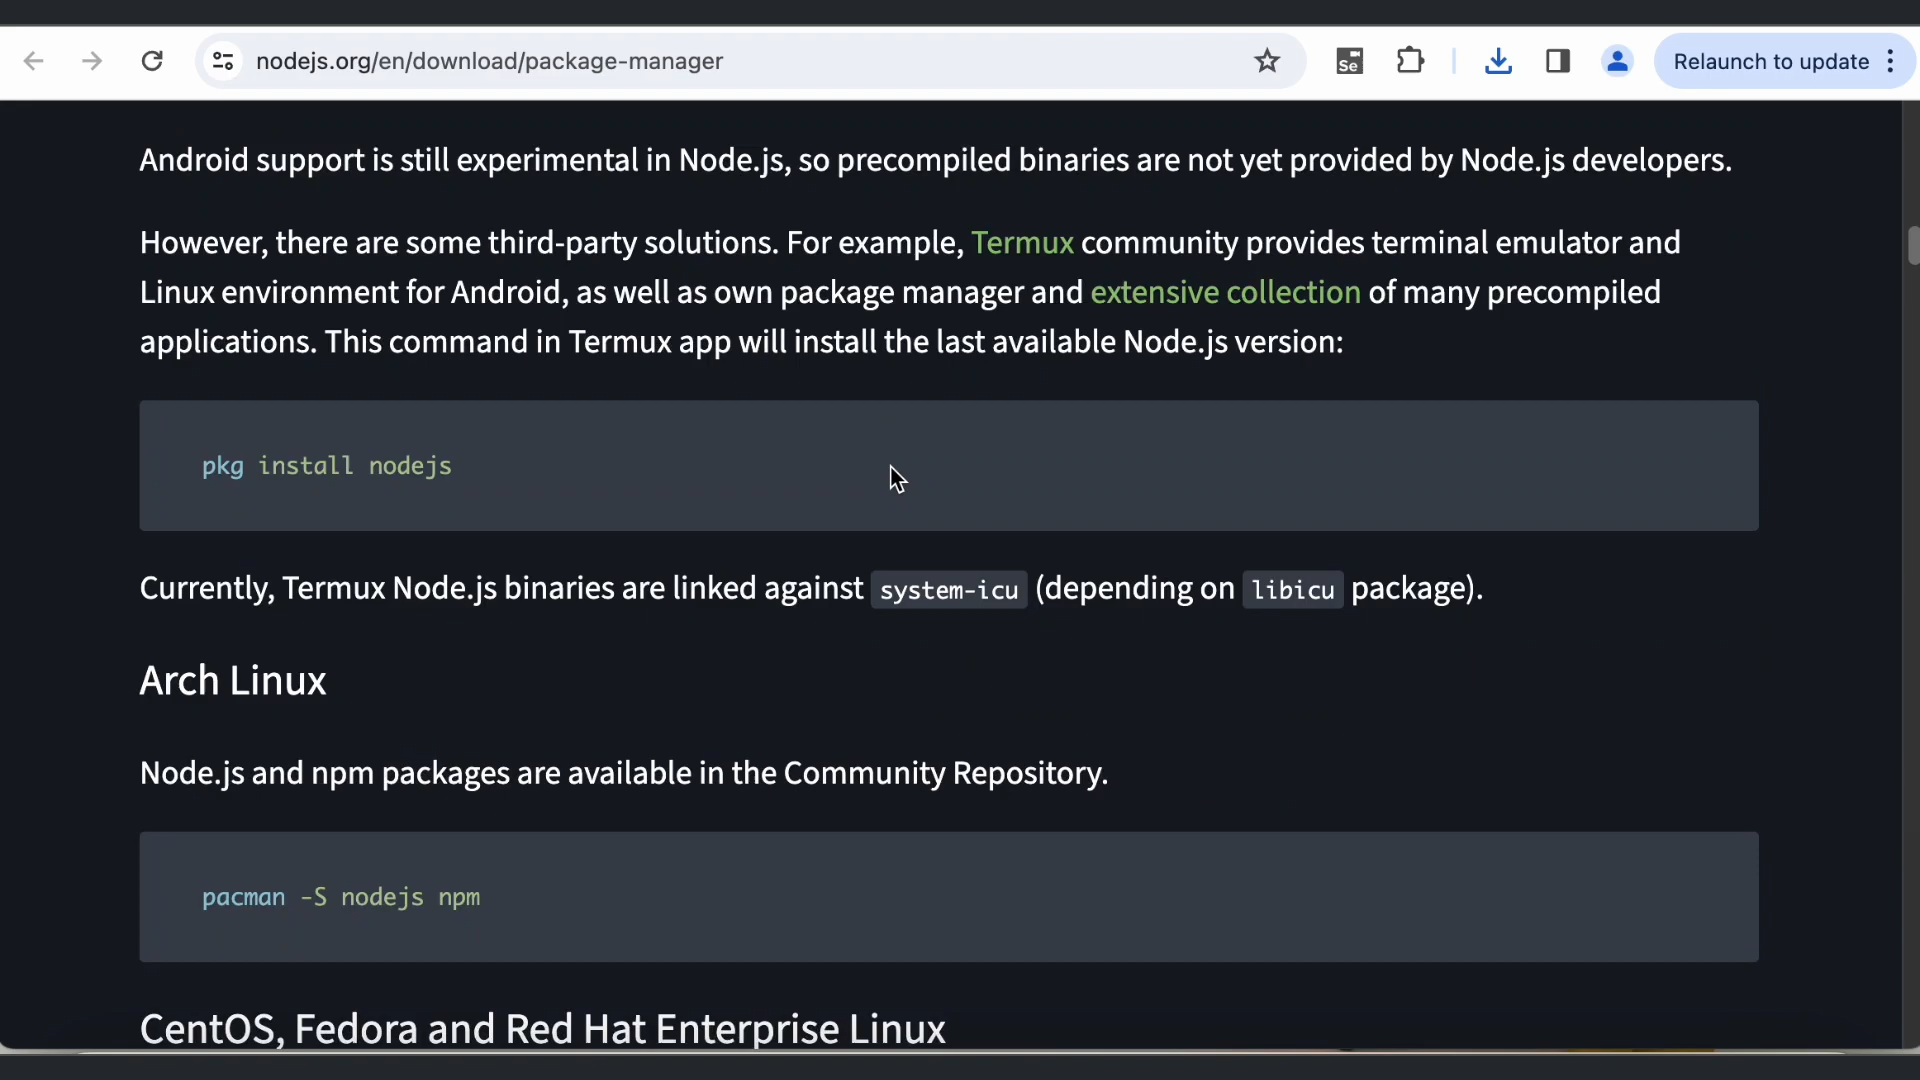 nodejs.org/en/download/package-manager
Se
Relaunch to update
Android support is still experimental in Node.js, so precompiled binaries are not yet provided by Node.js developers.
However, there are some third-party solutions. For example, Termux community provides terminal emulator and
Linux environment for Android, as well as own package manager and extensive collection of many precompiled
applications. This command in Termux app will install the last available Node.js version:
pkg install nodejs
Currently, Termux Node.js binaries are linked against system-icu (depending on libicu package).
Arch Linux
Node.js and npm packages are available in the Community Repository.
pacman -S nodejs npm
CentOS, Fedora and Red Hat Enterprise Linux